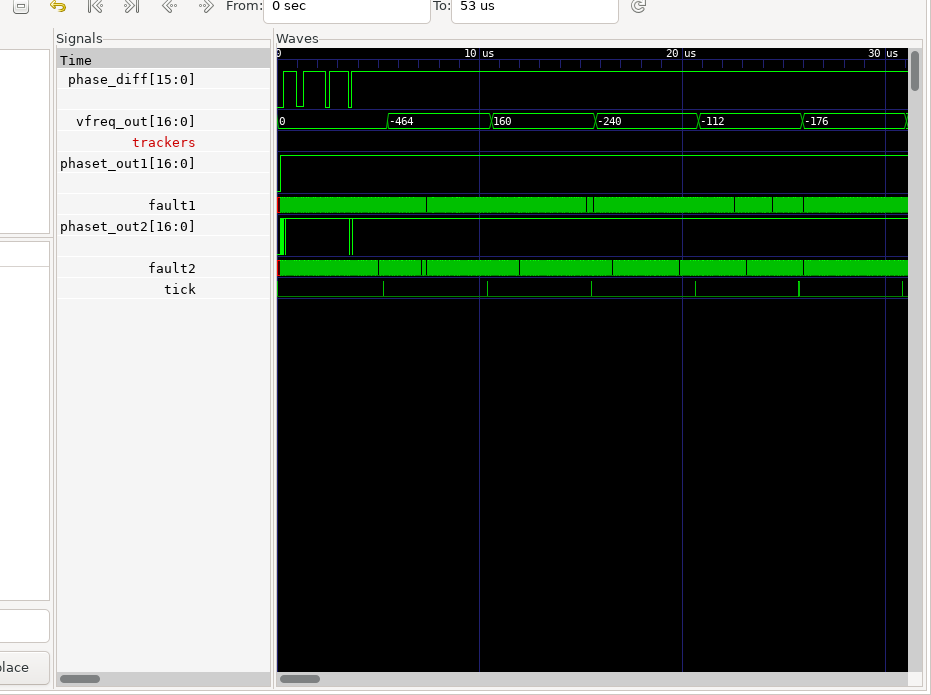 From: 0 sec To: 53 us
Signals Waves
Time 0 10 us 20 us 30 us
phase_diff[15:0]
vfreq_out[16:0] 0 -464 160 -240 -112 -176
trackers
phaset_out1[16:0]
fault1
phaset_out2[16:0]
fault2
tick
place